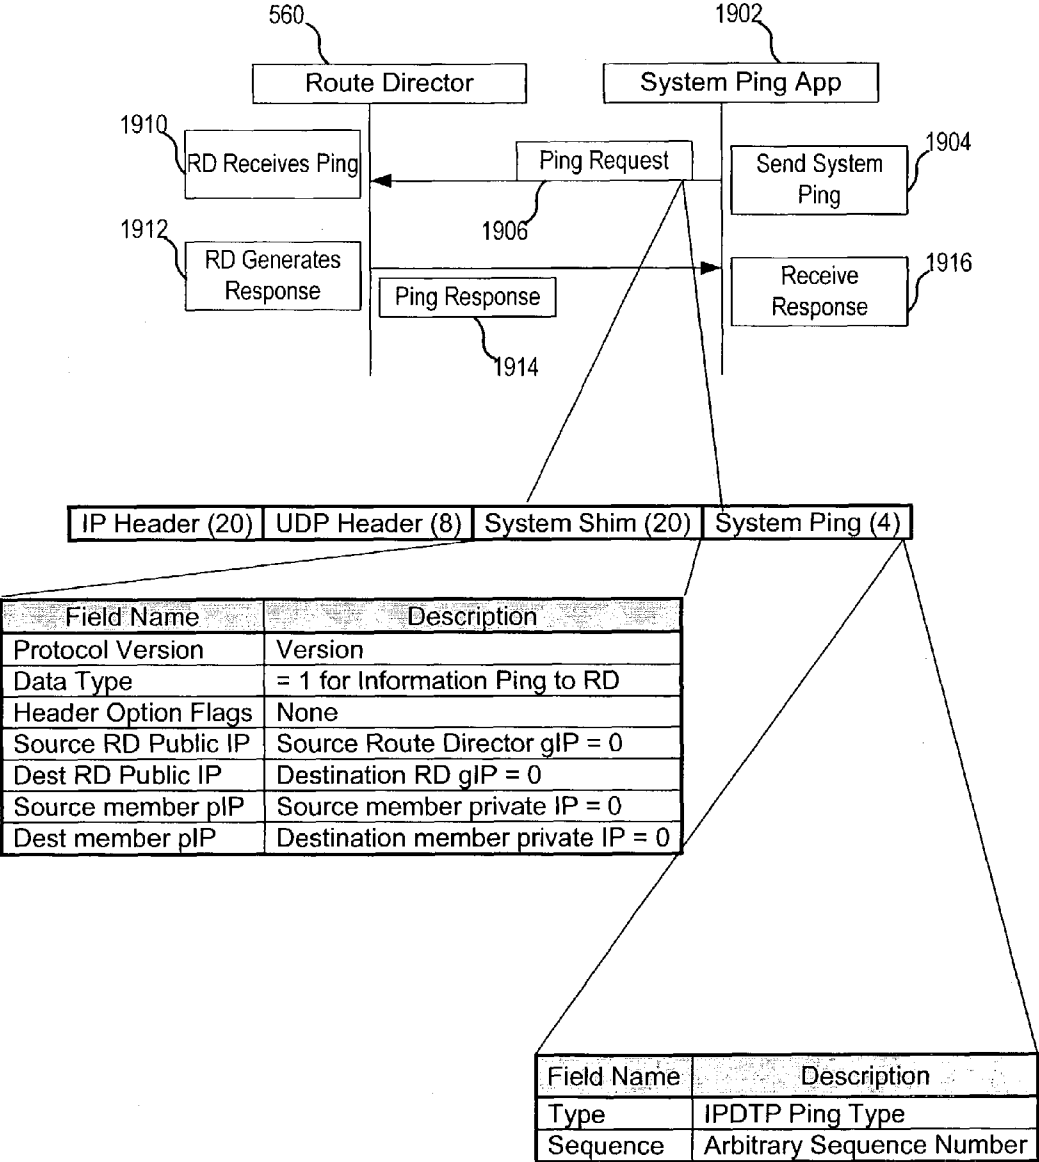 560
1902
Route Director
System Ping App
1910
RD Receives Ping
Ping Request
1906
Send System
Ping
1904
1912
RD Generates
Response
Ping Response
1914
Receive
Response
1916
IP Header (20) UDP Header (8) System Shim (20) System Ping (4)
Field Name Description
Protocol Version Version
Data Type = 1 for Information Ping to RD
Header Option Flags None
Source RD Public IP Source Route Director gIP = 0
Dest RD Public IP Destination RD gIP = 0
Source member pIP Source member private IP = 0
Dest member pIP Destination member private IP = 0
Field Name Description
Type IPDTP Ping Type
Sequence Arbitrary Sequence Number